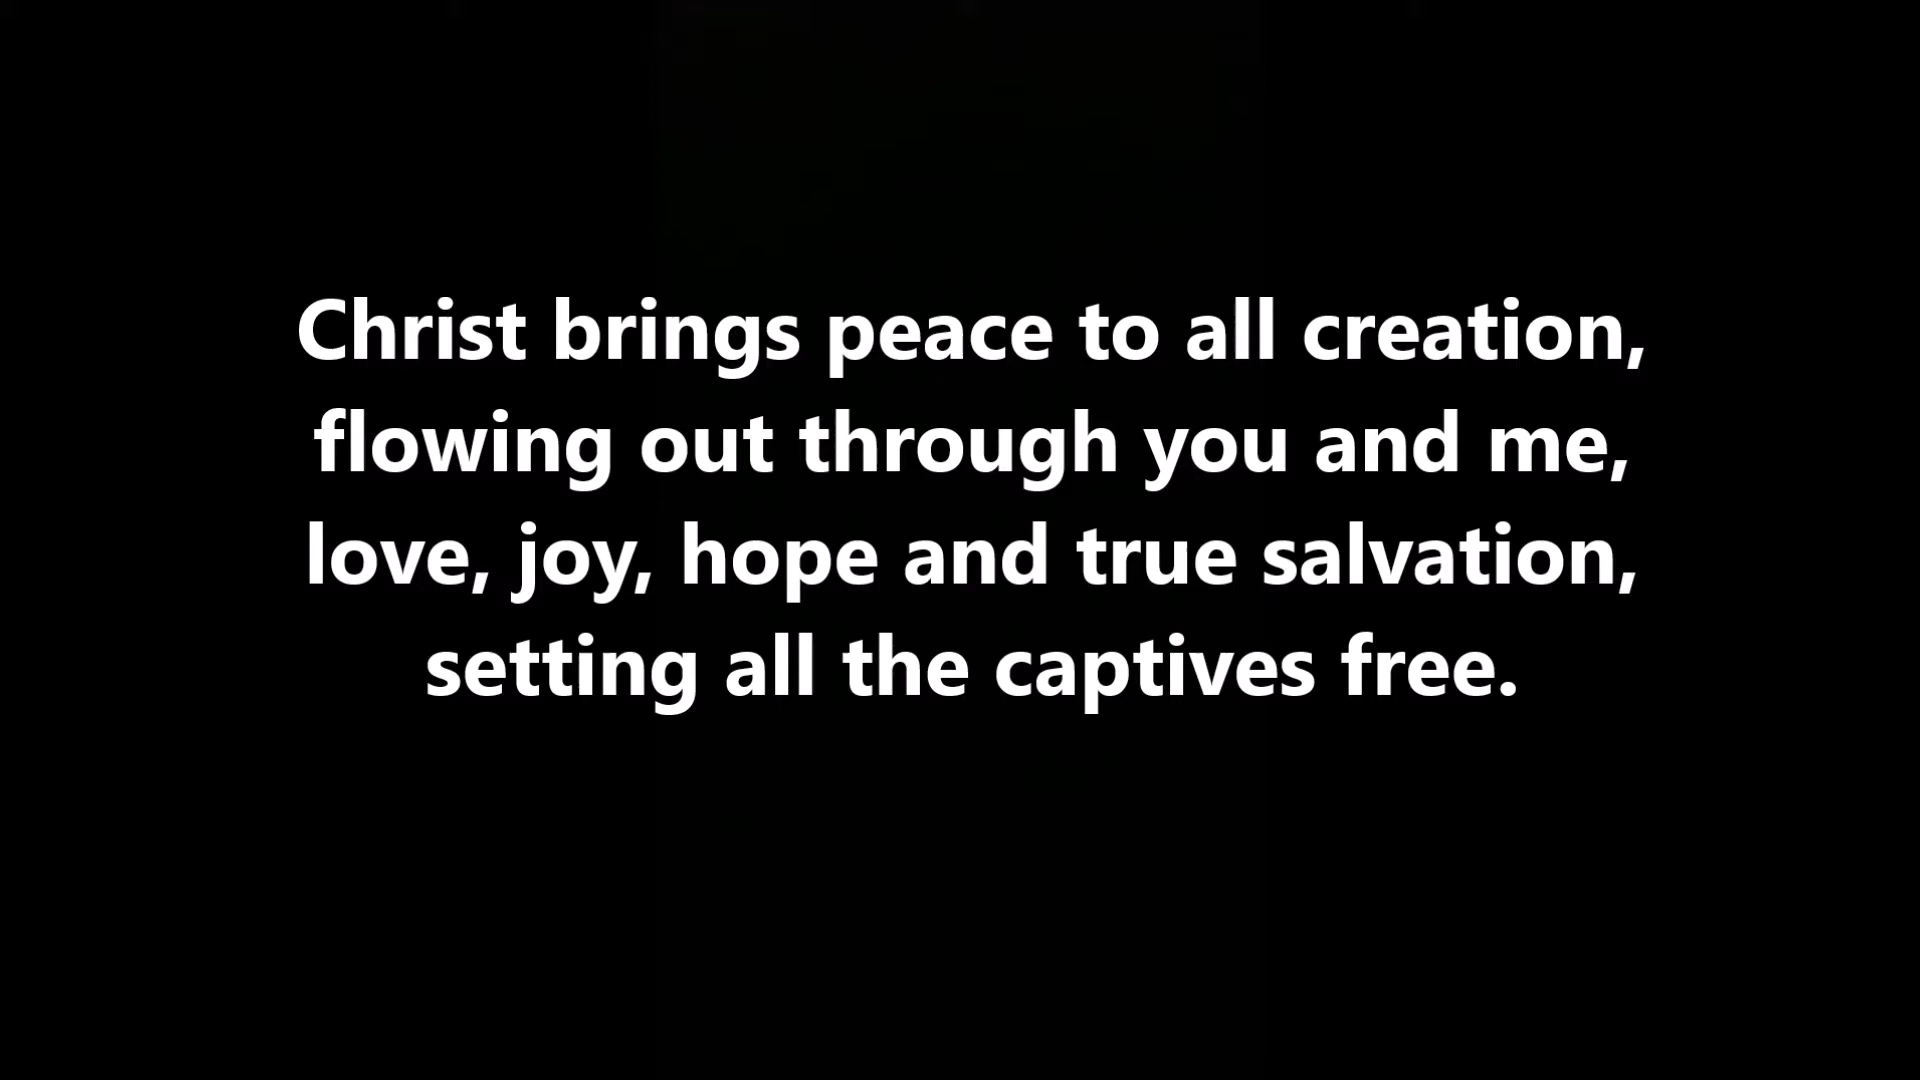 Christ brings peace to all creation,
flowing out through you and me,
love, joy, hope and true salvation,
setting all the captives free.